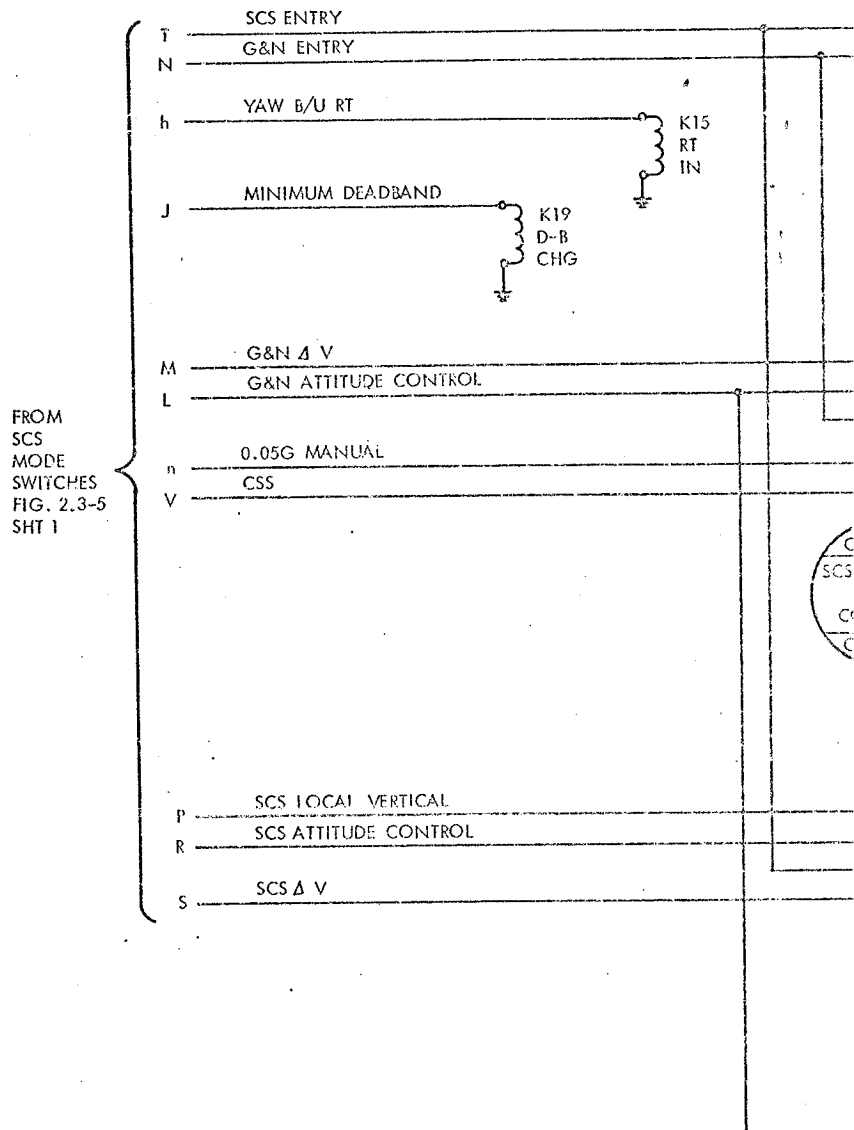 SCS ENTRY
T
G&N ENTRY
N
YAW B/U RT
h
K15
RT
IN
MINIMUM DEADBAND
J
K19
D-B
CHG
G&N Δ V
M
G&N ATTITUDE CONTROL
L
FROM
SCS
MODE
SWITCHES
FIG. 2.3-5
SHT 1
0.05G MANUAL
n
CSS
V
SCS
SCS LOCAL VERTICAL
P
SCS ATTITUDE CONTROL
R
SCS Δ V
S